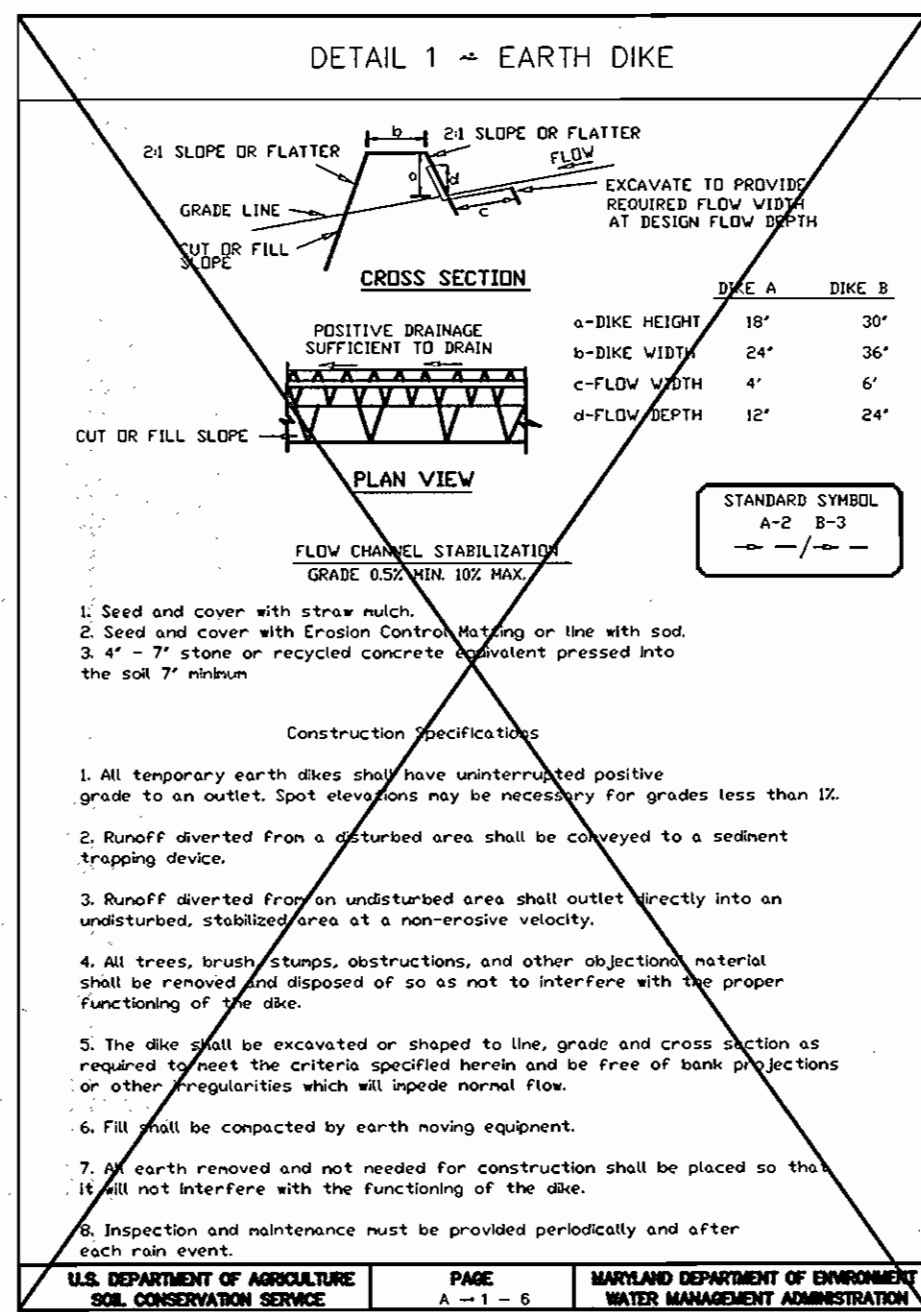 DETAIL 1 ~ EARTH DIKE
b
2:1 SLOPE OR FLATTER
2:1 SLOPE OR FLATTER
FLOW
a
d
EXCAVATE TO PROVIDE
REQUIRED FLOW WIDTH
AT DESIGN FLOW DEPTH
GRADE LINE
c
CUT OR FILL
SLOPE
CROSS SECTION
DIKE A DIKE B
a-DIKE HEIGHT 18" 30"
b-DIKE WIDTH 24" 36"
c-FLOW WIDTH 4' 6'
d-FLOW DEPTH 12" 24"
POSITIVE DRAINAGE
SUFFICIENT TO DRAIN
CUT OR FILL SLOPE
PLAN VIEW
STANDARD SYMBOL
A-2 B-3
FLOW CHANNEL STABILIZATION
GRADE 0.5% MIN. 10% MAX.
1. Seed and cover with straw mulch.
2. Seed and cover with Erosion Control Matting or line with sod.
3. 4" - 7" stone or recycled concrete equivalent pressed into
the soil 7" minimum
Construction Specifications
1. All temporary earth dikes shall have uninterrupted positive
grade to an outlet. Spot elevations may be necessary for grades less than 1%.
2. Runoff diverted from a disturbed area shall be conveyed to a sediment
trapping device.
3. Runoff diverted from an undisturbed area shall outlet directly into an
undisturbed, stabilized area at a non-erosive velocity.
4. All trees, brush, stumps, obstructions, and other objectional material
shall be removed and disposed of so as not to interfere with the proper
functioning of the dike.
5. The dike shall be excavated or shaped to line, grade and cross section as
required to meet the criteria specified herein and be free of bank projections
or other irregularities which will impede normal flow.
6. Fill shall be compacted by earth moving equipment.
7. All earth removed and not needed for construction shall be placed so that
it will not interfere with the functioning of the dike.
8. Inspection and maintenance must be provided periodically and after
each rain event.
U.S. DEPARTMENT OF AGRICULTURE
SOIL CONSERVATION SERVICE
PAGE
A - 1 - 6
MARYLAND DEPARTMENT OF ENVIRONMENT
WATER MANAGEMENT ADMINISTRATION